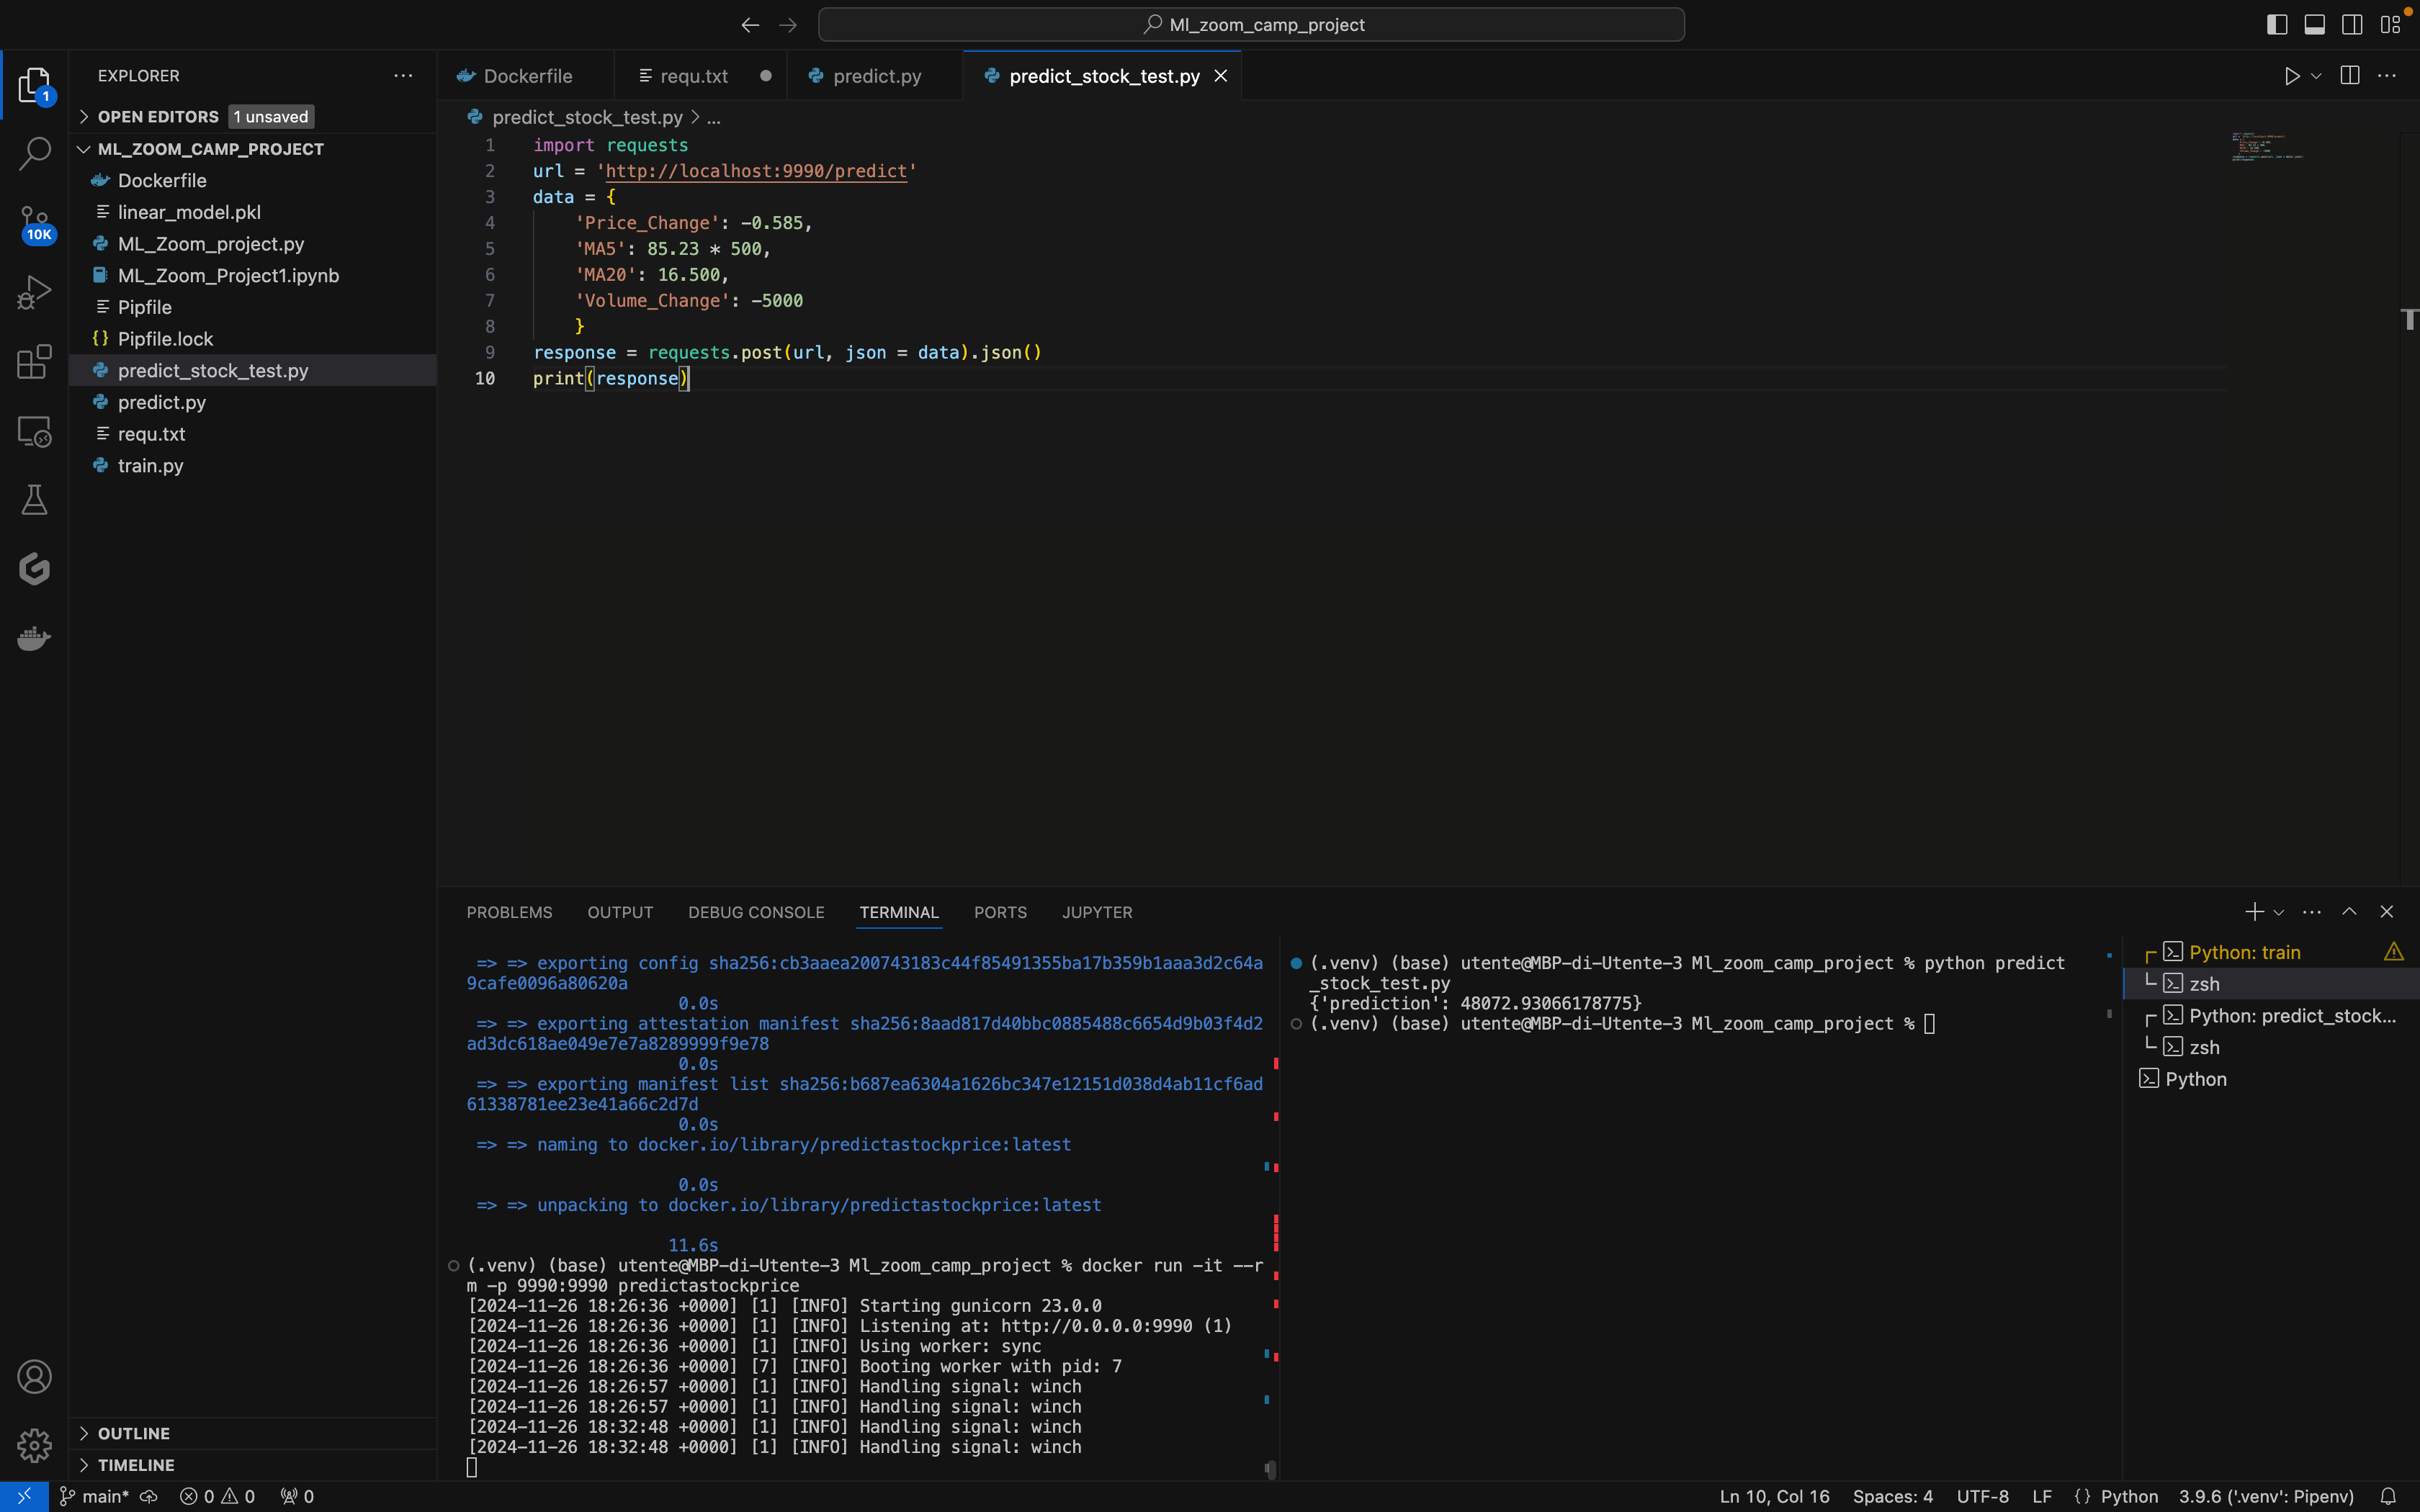 Ml_zoom_camp_project
EXPLORER
OPEN EDITORS 1 unsaved
ML_ZOOM_CAMP_PROJECT
Dockerfile
linear_model.pkl
ML_Zoom_project.py
ML_Zoom_Project1.ipynb
Pipfile
Pipfile.lock
predict_stock_test.py
predict.py
requ.txt
train.py
OUTLINE
TIMELINE
1
10K
Dockerfile
requ.txt
predict.py
predict_stock_test.py
predict_stock_test.py > ...
1 import requests
2 url = 'http://localhost:9990/predict'
3 data = {
4 'Price_Change': -0.585,
5 'MA5': 85.23 * 500,
6 'MA20': 16.500,
7 'Volume_Change': -5000
8 }
9 response = requests.post(url, json = data).json()
10 print(response)
PROBLEMS OUTPUT DEBUG CONSOLE TERMINAL PORTS JUPYTER
=> => exporting config sha256:cb3aaea200743183c44f85491355ba17b359b1aaa3d2c64a
9cafe0096a80620a
0.0s
=> => exporting attestation manifest sha256:8aad817d40bbc0885488c6654d9b03f4d2
ad3dc618ae049e7e7a8289999f9e78
0.0s
=> => exporting manifest list sha256:b687ea6304a1626bc347e12151d038d4ab11cf6ad
61338781ee23e41a66c2d7d
0.0s
=> => naming to docker.io/library/predictastockprice:latest
0.0s
=> => unpacking to docker.io/library/predictastockprice:latest
11.6s
(.venv) (base) utente@MBP-di-Utente-3 Ml_zoom_camp_project % docker run -it --r
m -p 9990:9990 predictastockprice
[2024-11-26 18:26:36 +0000] [1] [INFO] Starting gunicorn 23.0.0
[2024-11-26 18:26:36 +0000] [1] [INFO] Listening at: http://0.0.0.0:9990 (1)
[2024-11-26 18:26:36 +0000] [1] [INFO] Using worker: sync
[2024-11-26 18:26:36 +0000] [7] [INFO] Booting worker with pid: 7
[2024-11-26 18:26:57 +0000] [1] [INFO] Handling signal: winch
[2024-11-26 18:26:57 +0000] [1] [INFO] Handling signal: winch
[2024-11-26 18:32:48 +0000] [1] [INFO] Handling signal: winch
[2024-11-26 18:32:48 +0000] [1] [INFO] Handling signal: winch
(.venv) (base) utente@MBP-di-Utente-3 Ml_zoom_camp_project % python predict
_stock_test.py
{'prediction': 48072.93066178775}
(.venv) (base) utente@MBP-di-Utente-3 Ml_zoom_camp_project %
Python: train
zsh
Python: predict_stock...
zsh
Python
main* 0 0 0
Ln 10, Col 16 Spaces: 4 UTF-8 LF {} Python 3.9.6 ('.venv': Pipenv)